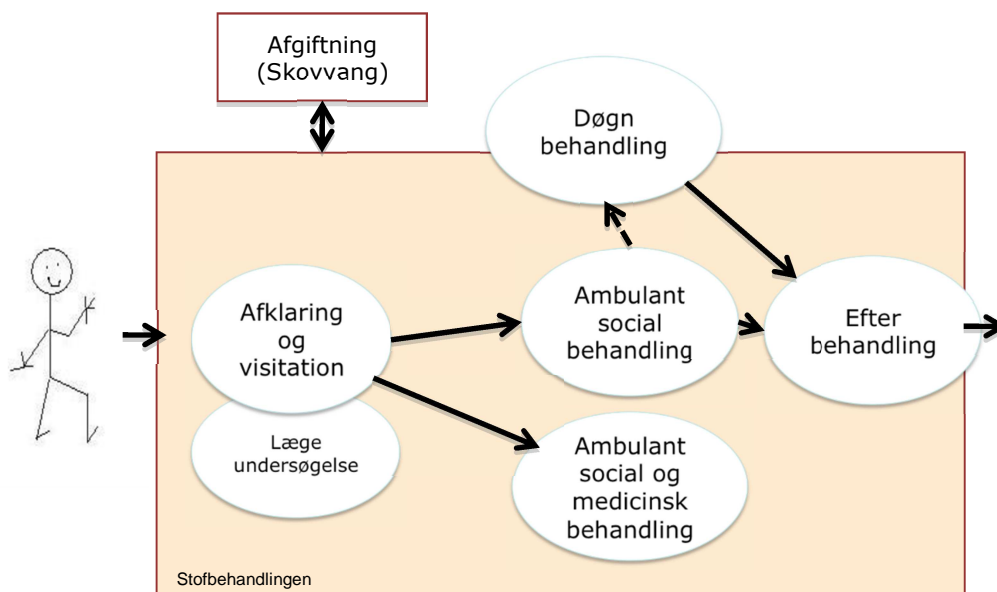 Afgiftning
(Skovvang)
Døgn
behandling
Afklaring
og
visitation
Læge
undersøgelse
Ambulant
social
behandling
Efter
behandling
Ambulant
social og
medicinsk
behandling
Stofbehandlingen